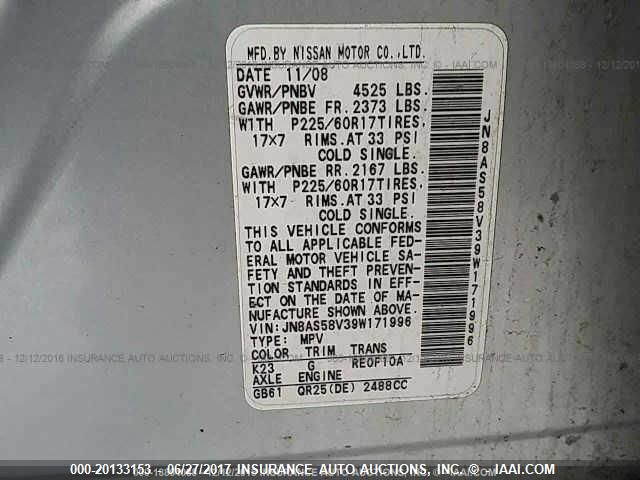 MFD.BY NISSAN MOTOR CO.,LTD.
DATE 11/08
GVWR/PNBV 4525 LBS.
GAWR/PNBE FR.2373 LBS.
WITH P225/60R17TIRES,
17×7 RIMS.AT 33 PSI
COLD SINGLE.
GAWR/PNBE RR.2167 LBS.
WITH P225/60R17TIRES,
17×7 RIMS.AT 33 PSI
COLD SINGLE.
THIS VEHICLE CONFORMS
TO ALL APPLICABLE FED-
ERAL MOTOR VEHICLE SA-
FETY AND THEFT PREVEN-
TION STANDARDS IN EFF-
ECT ON THE DATE OF MA-
NUFACTURE SHOWN ABOVE.
VIN:JN8AS58V39W171996
TYPE: MPV
COLOR TRIM TRANS
K23 G RE0F10A
AXLE ENGINE
GB61 QR25(DE) 2488CC
JN8AS58V39W171996
000-20133153 - 06/27/2017 - INSURANCE AUTO AUCTIONS, INC. - © - IAAI.COM